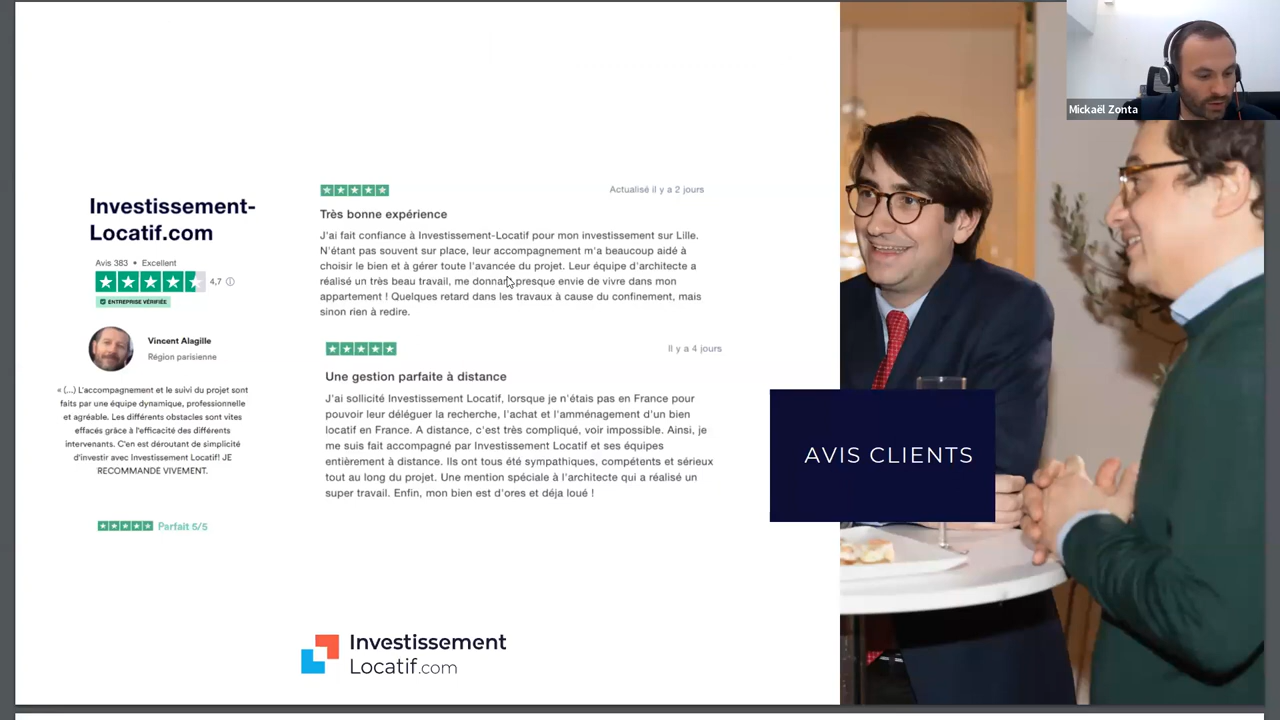 Mickaël Zonta
Investissement-
Locatif.com
Avis 383 • Excellent
4,7
ENTREPRISE VÉRIFIÉE
Vincent Alagille
Région parisienne
« (...) L'accompagnement et le suivi du projet sont
faits par une équipe dynamique, professionnelle
et agréable. Les différents obstacles sont vites
effacés grâce à l'efficacité des différents
intervenants. C'en est déroutant de simplicité
d'investir avec Investissement Locatif! JE
RECOMMANDE VIVEMENT.
Parfait 5/5
Actualisé il y a 2 jours
Très bonne expérience
J'ai fait confiance à Investissement-Locatif pour mon investissement sur Lille.
N'étant pas souvent sur place, leur accompagnement m'a beaucoup aidé à
choisir le bien et à gérer toute l'avancée du projet. Leur équipe d'architecte a
réalisé un très beau travail, me donnant presque envie de vivre dans mon
appartement ! Quelques retard dans les travaux à cause du confinement, mais
sinon rien à redire.
Il y a 4 jours
Une gestion parfaite à distance
J'ai sollicité Investissement Locatif, lorsque je n'étais pas en France pour
pouvoir leur déléguer la recherche, l'achat et l'amménagement d'un bien
locatif en France. A distance, c'est très compliqué, voir impossible. Ainsi, je
me suis fait accompagné par Investissement Locatif et ses équipes
entièrement à distance. Ils ont tous été sympathiques, compétents et sérieux
tout au long du projet. Une mention spéciale à l'architecte qui a réalisé un
super travail. Enfin, mon bien est d'ores et déja loué !
AVIS CLIENTS
Investissement
Locatif.com